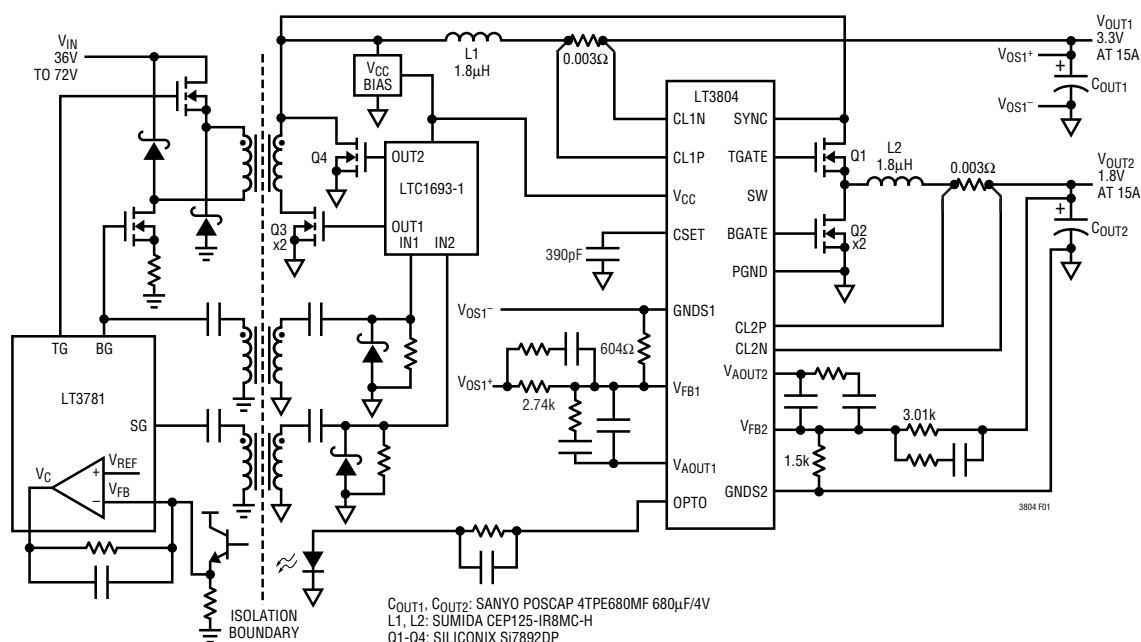 VIN
36V
TO 72V
VCC
BIAS
L1
1.8µH
0.003Ω
VOUT1
3.3V
AT 15A
VOS1+
+
COUT1
VOS1–
LT3804
CL1N
SYNC
CL1P
TGATE
VCC
SW
CSET
BGATE
PGND
GNDS1
CL2P
CL2N
VAOUT2
VFB1
VFB2
VAOUT1
GNDS2
OPTO
Q1
L2
1.8µH
0.003Ω
VOUT2
1.8V
AT 15A
Q2
x2
+
COUT2
Q4
OUT2
LTC1693-1
OUT1
IN1 IN2
Q3
x2
390pF
VOS1–
604Ω
VOS1+
2.74k
3.01k
1.5k
TG BG
LT3781
SG
VREF
+
VC
VFB
–
ISOLATION
BOUNDARY
3804 F01
COUT1, COUT2: SANYO POSCAP 4TPE680MF 680µF/4V
L1, L2: SUMIDA CEP125-IR8MC-H
Q1-Q4: SILICONIX Si7892DP